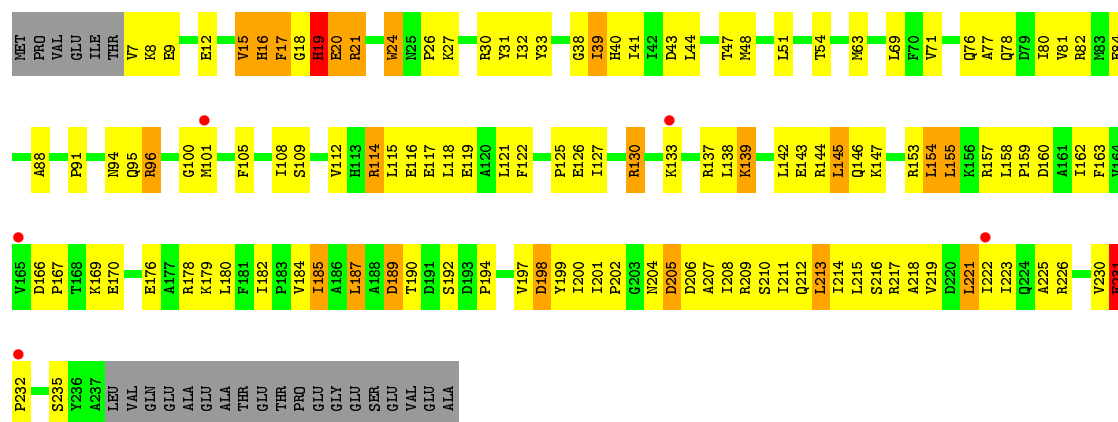 MET PRO VAL GLU ILE THR V7 K8 E9 E12 V15 H16 F17 G18 H19 E20 R21 W24 N25 P26 K27 R30 Y31 I32 Y33 G38 I39 H40 I41 I42 D43 L44 T47 M48 L51 T54 M63 L69 F70 V71 Q76 A77 Q78 D79 I80 V81 R82 M83
A88 P91 N94 Q95 R96 G100 M101 F105 I108 S109 V112 H113 R114 L115 E116 E117 L118 E119 A120 L121 F122 P125 E126 I127 R130 K133 R137 L138 K139 L142 E143 R144 L145 Q146 K147 R153 L154 L155 K156 R157 L158 P159 D160 A161 I162 F163
V165 D166 P167 T168 K169 E170 E176 A177 R178 K179 L180 F181 I182 P183 V184 I185 A186 L187 A188 D189 T190 D191 S192 D193 P194 V197 D198 Y199 I200 I201 P202 G203 N204 D205 D206 A207 I208 R209 S210 I211 Q212 L213 I214 L215 S216 R217 A218 V219 D220 L221 I222 I223 Q224 A225 R226 V230
P232 S235 Y236 A237 LEU VAL GLN GLU ALA GLU ALA THR GLU THR PRO GLU GLY GLU SER GLU VAL GLU ALA